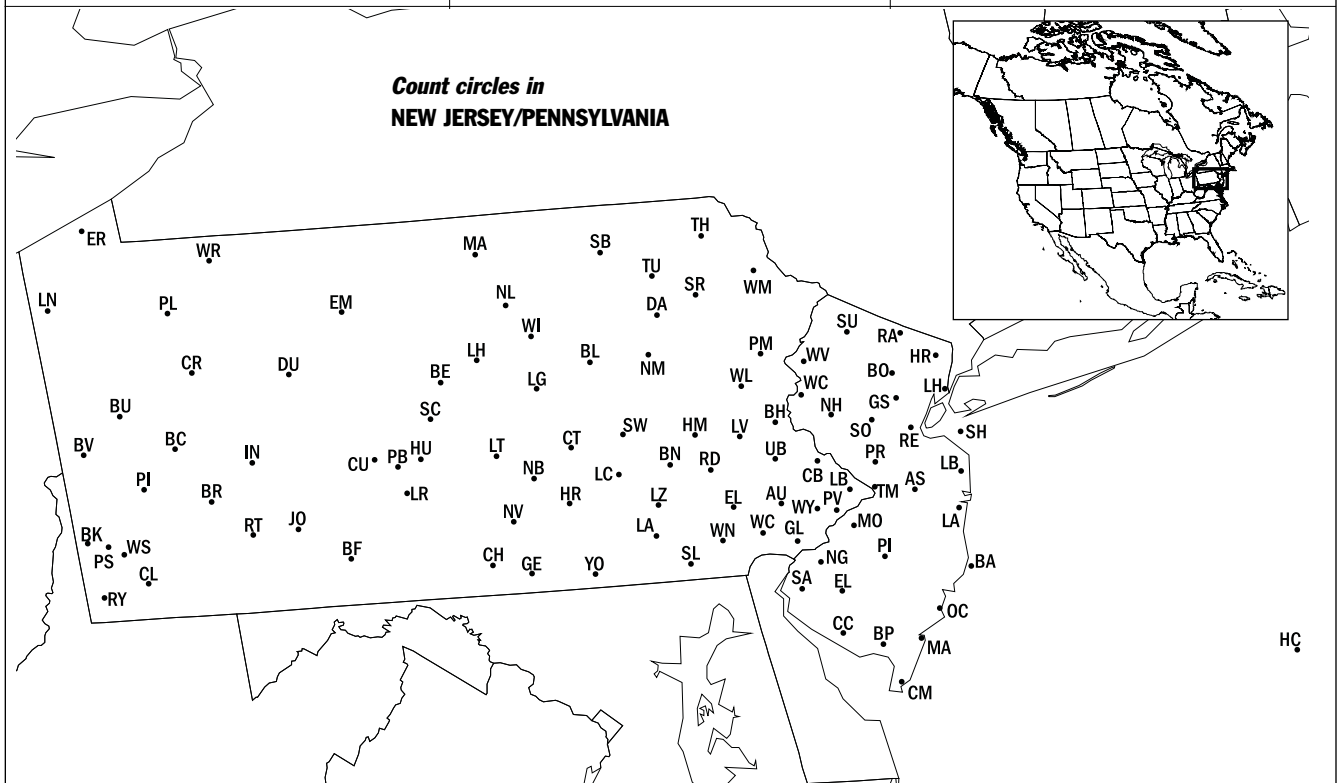 Count circles in
NEW JERSEY/PENNSYLVANIA
TH
ER
MA
SB
WR
TU
WM
SR
LN
PL
EM
NL
DA
SU
WI
RA
PM
HR
LH
BL
WV
CR
DU
NM
BO
BE
LG
WL
WC
LH
BU
SC
NH
GS
BH
SW
HM
LV
SO
RE
SH
BV
BC
IN
CU
PB
HU
LT
CT
BN
RD
UB
PR
LB
PI
NB
LC
CB
LB
AS
BR
LR
HR
LZ
EL
AU
WY
PV
TM
RT
JO
NV
LA
WN
WC
GL
MO
LA
BK
PS
WS
BF
CH
GE
YO
SL
NG
PI
BA
CL
SA
EL
RY
OC
CC
BP
MA
HC
CM